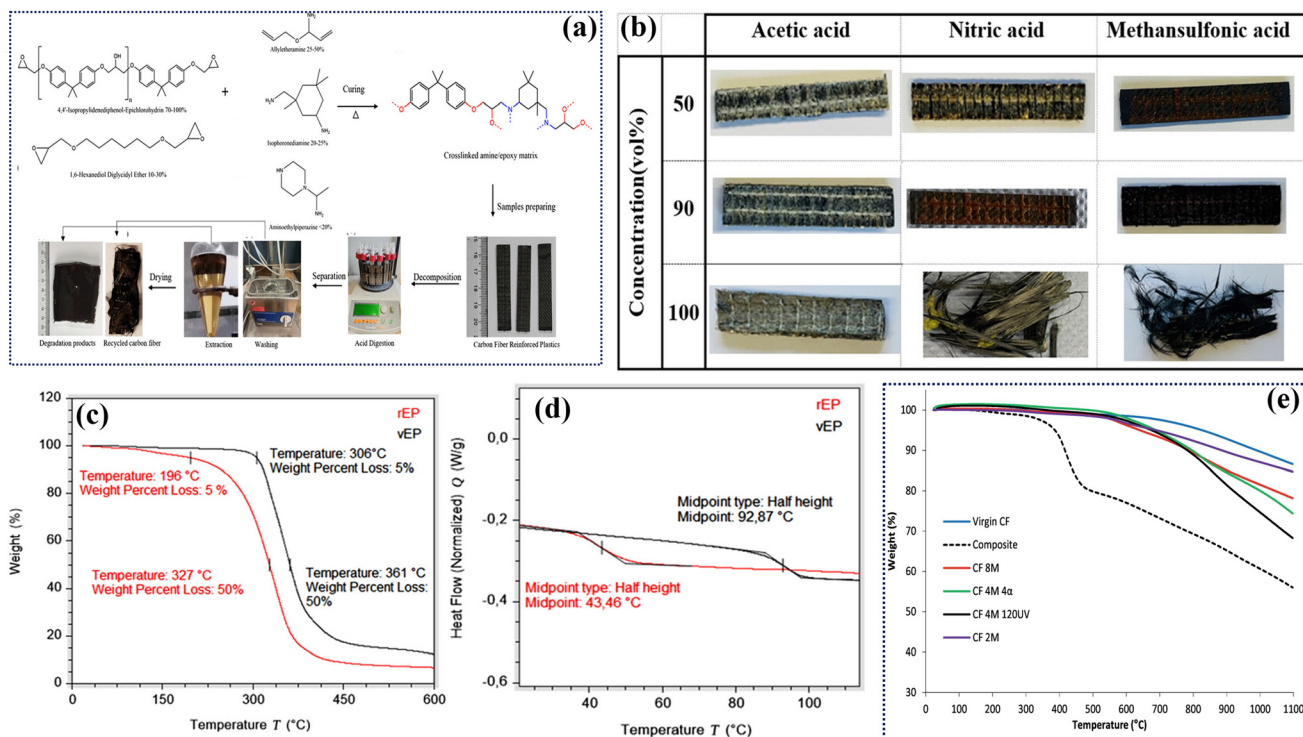 (a)
NH₂
O
Allyletheramine 25-50%
OH
n
4,4'-Isopropylidenediphenol-Epichlorohydrin 70-100%
+
H₂N
NH₂
Isophoronediamine 20-25%
Curing
Δ
Crosslinked amine/epoxy matrix
1,6-Hexanediol Diglycidyl Ether 10-30%
HN
N
NH₂
Aminoethylpiperazine <20%
Samples preparing
Drying
Separation
Decomposition
Degradation products
Recycled carbon fiber
Extraction
Washing
Acid Digestion
Carbon Fiber Reinforced Plastics
(b)
Acetic acid
Nitric acid
Methansulfonic acid
Concentration(vol%)
50
90
100
(c)
rEP
vEP
Temperature: 306°C
Weight Percent Loss: 5%
Temperature: 196 °C
Weight Percent Loss: 5 %
Temperature: 327 °C
Weight Percent Loss: 50%
Temperature: 361 °C
Weight Percent Loss:
50%
Weight (%)
120
100
80
60
40
20
0
0 150 300 450 600
Temperature T (°C)
(d)
rEP
vEP
Midpoint type: Half height
Midpoint: 92,87 °C
Midpoint type: Half height
Midpoint: 43,46 °C
Heat Flow (Normalized) Q (W/g)
0,0
-0,2
-0,4
-0,6
40 60 80 100
Temperature T (°C)
(e)
Weight (%)
100
90
80
70
60
50
40
30
Virgin CF
Composite
CF 8M
CF 4M 4α
CF 4M 120UV
CF 2M
0 100 200 300 400 500 600 700 800 900 1000 1100
Temperature (°C)